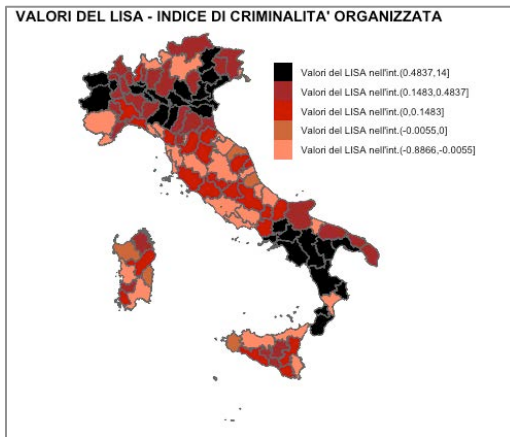 VALORI DEL LISA - INDICE DI CRIMINALITA' ORGANIZZATA
Valori del LISA nell'int.(0.4837,14]
Valori del LISA nell'int.(0.1483,0.4837]
Valori del LISA nell'int.(0,0.1483]
Valori del LISA nell'int.(-0.0055,0]
Valori del LISA nell'int.(-0.8866,-0.0055]